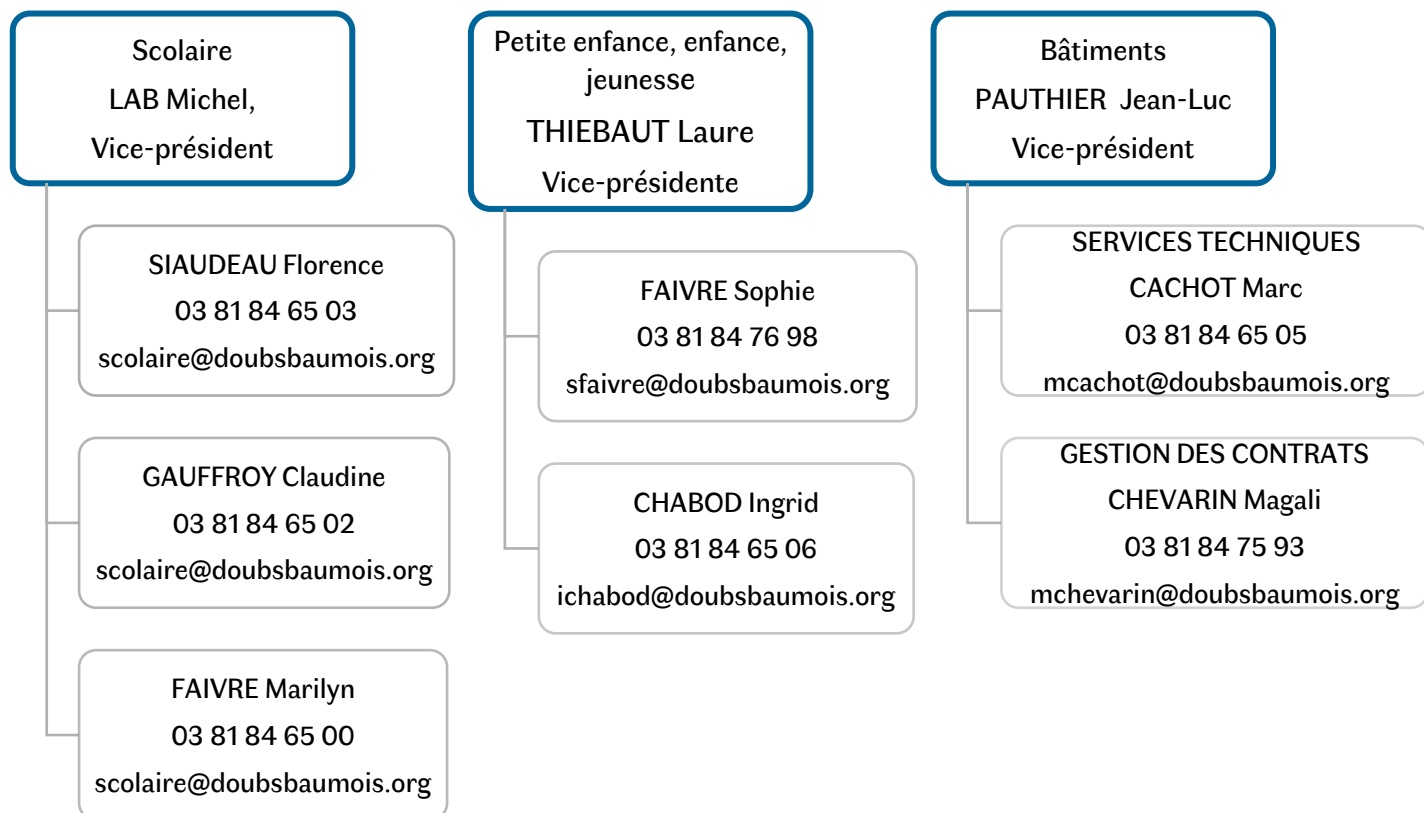 Scolaire
LAB Michel,
Vice-président
SIAUDEAU Florence
03 81 84 65 03
scolaire@doubsbaumois.org
GAUFFROY Claudine
03 81 84 65 02
scolaire@doubsbaumois.org
FAIVRE Marilyn
03 81 84 65 00
scolaire@doubsbaumois.org
Petite enfance, enfance,
jeunesse
THIEBAUT Laure
Vice-présidente
FAIVRE Sophie
03 81 84 76 98
sfaivre@doubsbaumois.org
CHABOD Ingrid
03 81 84 65 06
ichabod@doubsbaumois.org
Bâtiments
PAUTHIER Jean-Luc
Vice-président
SERVICES TECHNIQUES
CACHOT Marc
03 81 84 65 05
mcachot@doubsbaumois.org
GESTION DES CONTRATS
CHEVARIN Magali
03 81 84 75 93
mchevarin@doubsbaumois.org